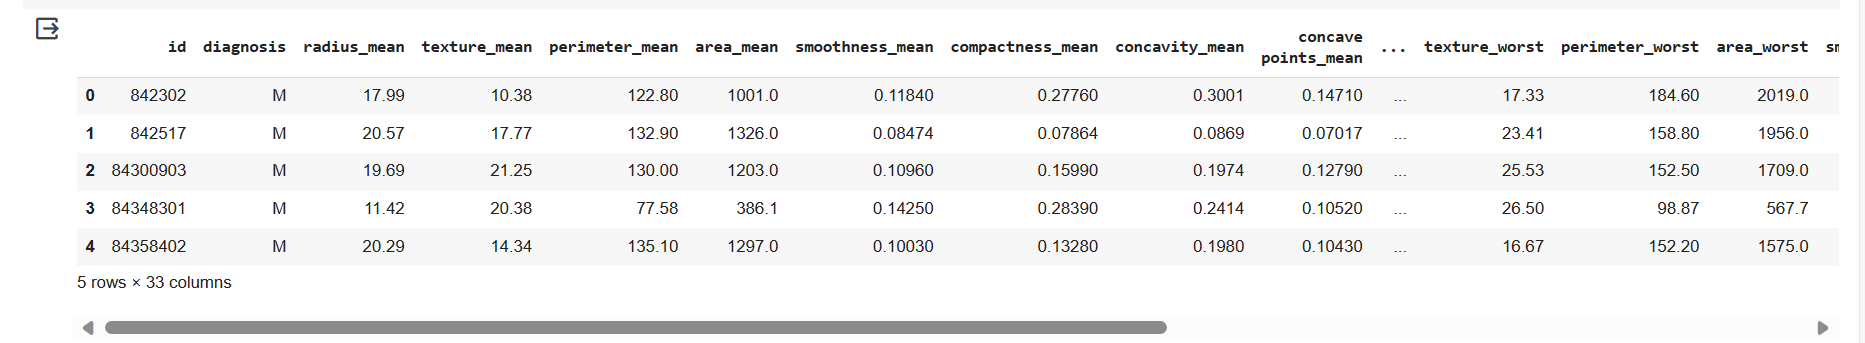 id diagnosis radius_mean texture_mean perimeter_mean area_mean smoothness_mean compactness_mean concavity_mean concave points_mean ... texture_worst perimeter_worst area_worst
0 842302 M 17.99 10.38 122.80 1001.0 0.11840 0.27760 0.3001 0.14710 ... 17.33 184.60 2019.0
1 842517 M 20.57 17.77 132.90 1326.0 0.08474 0.07864 0.0869 0.07017 ... 23.41 158.80 1956.0
2 84300903 M 19.69 21.25 130.00 1203.0 0.10960 0.15990 0.1974 0.12790 ... 25.53 152.50 1709.0
3 84348301 M 11.42 20.38 77.58 386.1 0.14250 0.28390 0.2414 0.10520 ... 26.50 98.87 567.7
4 84358402 M 20.29 14.34 135.10 1297.0 0.10030 0.13280 0.1980 0.10430 ... 16.67 152.20 1575.0
5 rows × 33 columns